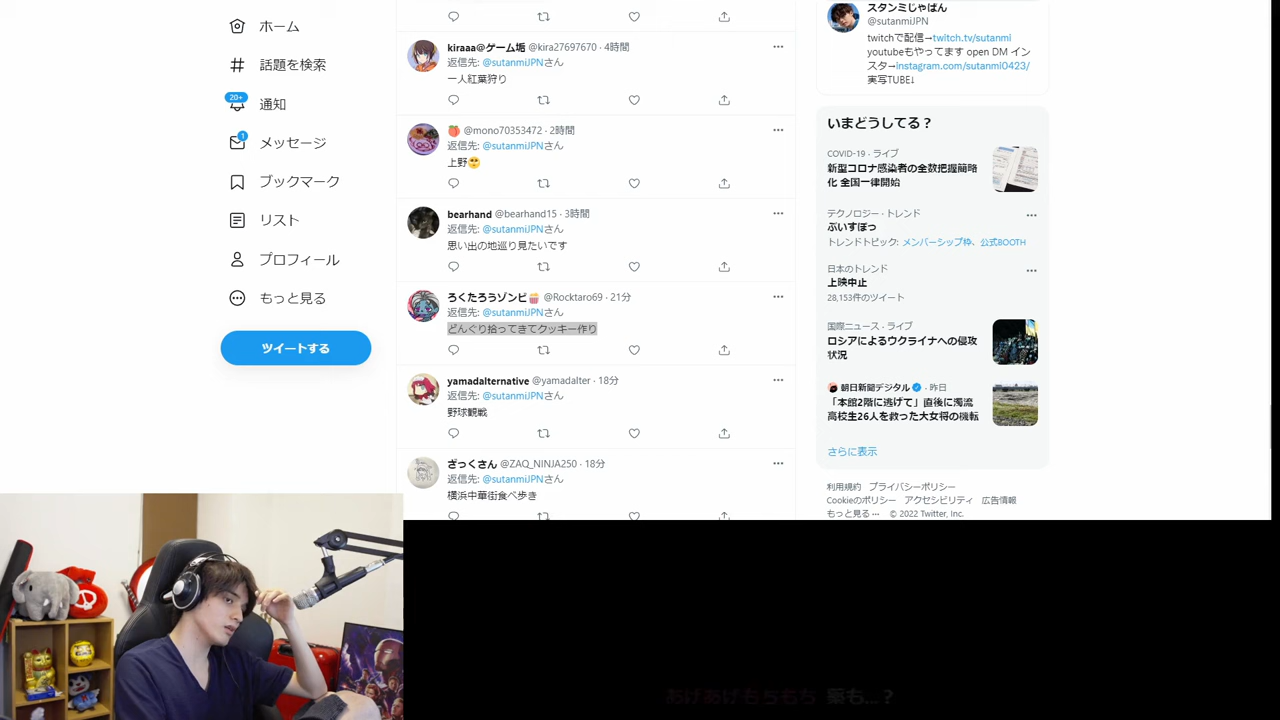 ホーム
話題を検索
20+
通知
1
メッセージ
ブックマーク
リスト
プロフィール
もっと見る
ツイートする
kiraaa@ゲーム垢 @kira27697670 · 4時間
返信先: @sutanmiJPNさん
一人紅葉狩り
🍑 @mono70353472 · 2時間
返信先: @sutanmiJPNさん
上野🥺
bearhand @bearhand15 · 3時間
返信先: @sutanmiJPNさん
思い出の地巡り見たいです
ろくたろうゾンビ🍿 @Rocktaro69 · 21分
返信先: @sutanmiJPNさん
どんぐり拾ってきてクッキー作り
yamadalternative @yamadalter · 18分
返信先: @sutanmiJPNさん
野球観戦
ざっくさん @ZAQ_NINJA250 · 18分
返信先: @sutanmiJPNさん
横浜中華街食べ歩き
スタンミじゃぱん
@sutanmiJPN
twitchで配信→twitch.tv/sutanmi
youtubeもやってます open DM イン
スタ→instagram.com/sutanmi0423/
実写TUBE↓
いまどうしてる？
COVID-19 · ライブ
新型コロナ感染者の全数把握簡略
化 全国一律開始
テクノロジー · トレンド
ぶいすぽっ
トレンドトピック: メンバーシップ枠、公式BOOTH
日本のトレンド
上映中止
28,153件のツイート
国際ニュース · ライブ
ロシアによるウクライナへの侵攻
状況
朝日新聞デジタル · 昨日
「本館2階に逃げて」直後に濁流
高校生26人を救った大女将の機転
さらに表示
利用規約 プライバシーポリシー
Cookieのポリシー アクセシビリティ 広告情報
もっと見る ··· © 2022 Twitter, Inc.
あげあげもちもち 薬も...？